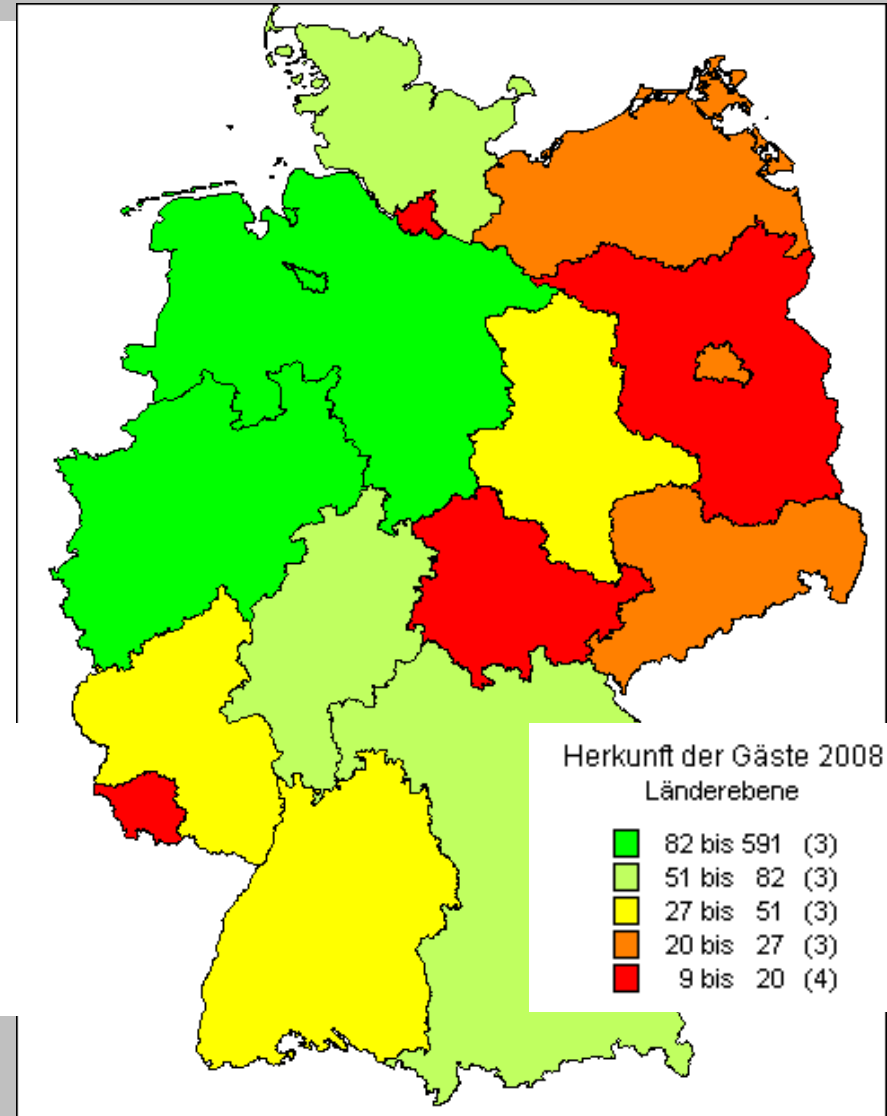 Herkunft der Gäste 2008
Länderebene
82 bis 591 (3)
51 bis 82 (3)
27 bis 51 (3)
20 bis 27 (3)
9 bis 20 (4)